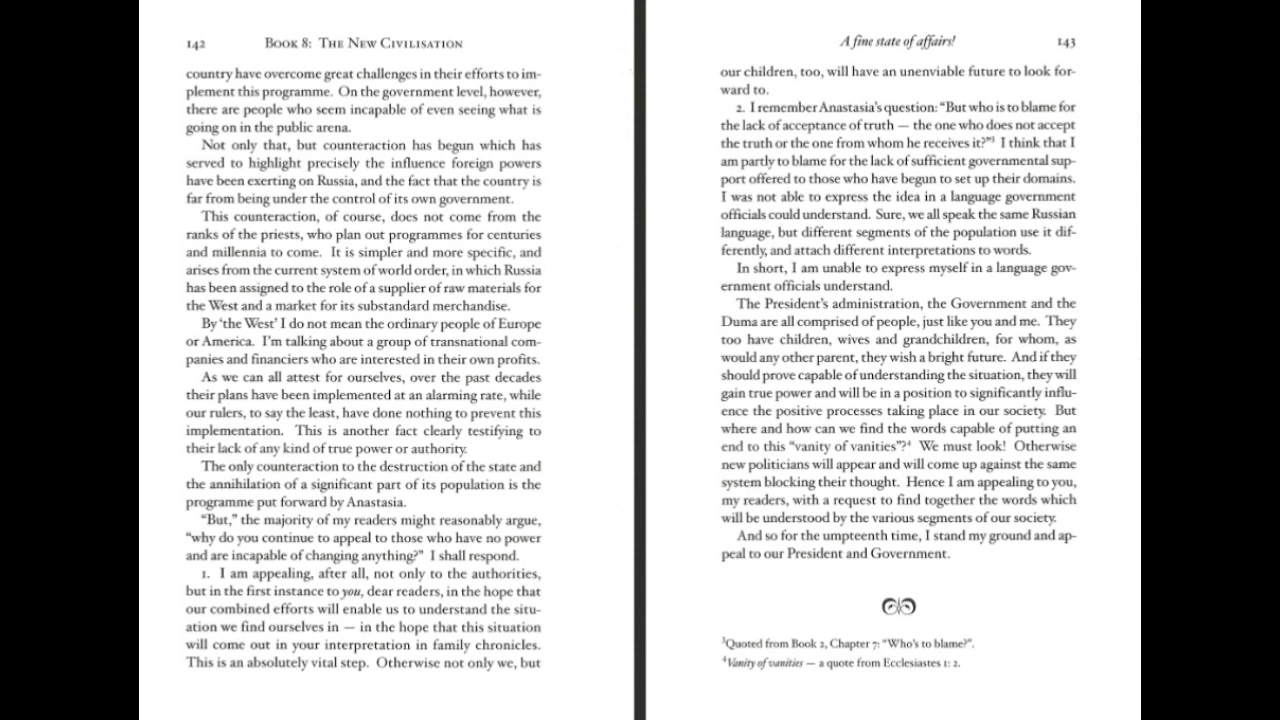 142 Book 8: The New Civilisation
country have overcome great challenges in their efforts to im-
plement this programme. On the government level, however,
there are people who seem incapable of even seeing what is
going on in the public arena.
Not only that, but counteraction has begun which has
served to highlight precisely the influence foreign powers
have been exerting on Russia, and the fact that the country is
far from being under the control of its own government.
This counteraction, of course, does not come from the
ranks of the priests, who plan out programmes for centuries
and millennia to come. It is simpler and more specific, and
arises from the current system of world order, in which Russia
has been assigned to the role of a supplier of raw materials for
the West and a market for its substandard merchandise.
By ‘the West’ I do not mean the ordinary people of Europe
or America. I’m talking about a group of transnational com-
panies and financiers who are interested in their own profits.
As we can all attest for ourselves, over the past decades
their plans have been implemented at an alarming rate, while
our rulers, to say the least, have done nothing to prevent this
implementation. This is another fact clearly testifying to
their lack of any kind of true power or authority.
The only counteraction to the destruction of the state and
the annihilation of a significant part of its population is the
programme put forward by Anastasia.
“But,” the majority of my readers might reasonably argue,
“why do you continue to appeal to those who have no power
and are incapable of changing anything?” I shall respond.
1. I am appealing, after all, not only to the authorities,
but in the first instance to you, dear readers, in the hope that
our combined efforts will enable us to understand the situ-
ation we find ourselves in — in the hope that this situation
will come out in your interpretation in family chronicles.
This is an absolutely vital step. Otherwise not only we, but
A fine state of affairs! 143
our children, too, will have an unenviable future to look for-
ward to.
2. I remember Anastasia’s question: “But who is to blame for
the lack of acceptance of truth — the one who does not accept
the truth or the one from whom he receives it?”³ I think that I
am partly to blame for the lack of sufficient governmental sup-
port offered to those who have begun to set up their domains.
I was not able to express the idea in a language government
officials could understand. Sure, we all speak the same Russian
language, but different segments of the population use it dif-
ferently, and attach different interpretations to words.
In short, I am unable to express myself in a language gov-
ernment officials understand.
The President’s administration, the Government and the
Duma are all comprised of people, just like you and me. They
too have children, wives and grandchildren, for whom, as
would any other parent, they wish a bright future. And if they
should prove capable of understanding the situation, they will
gain true power and will be in a position to significantly influ-
ence the positive processes taking place in our society. But
where and how can we find the words capable of putting an
end to this “vanity of vanities”?⁴ We must look! Otherwise
new politicians will appear and will come up against the same
system blocking their thought. Hence I am appealing to you,
my readers, with a request to find together the words which
will be understood by the various segments of our society.
And so for the umpteenth time, I stand my ground and ap-
peal to our President and Government.
³Quoted from Book 2, Chapter 7: “Who’s to blame?”.
⁴Vanity of vanities — a quote from Ecclesiastes 1: 2.